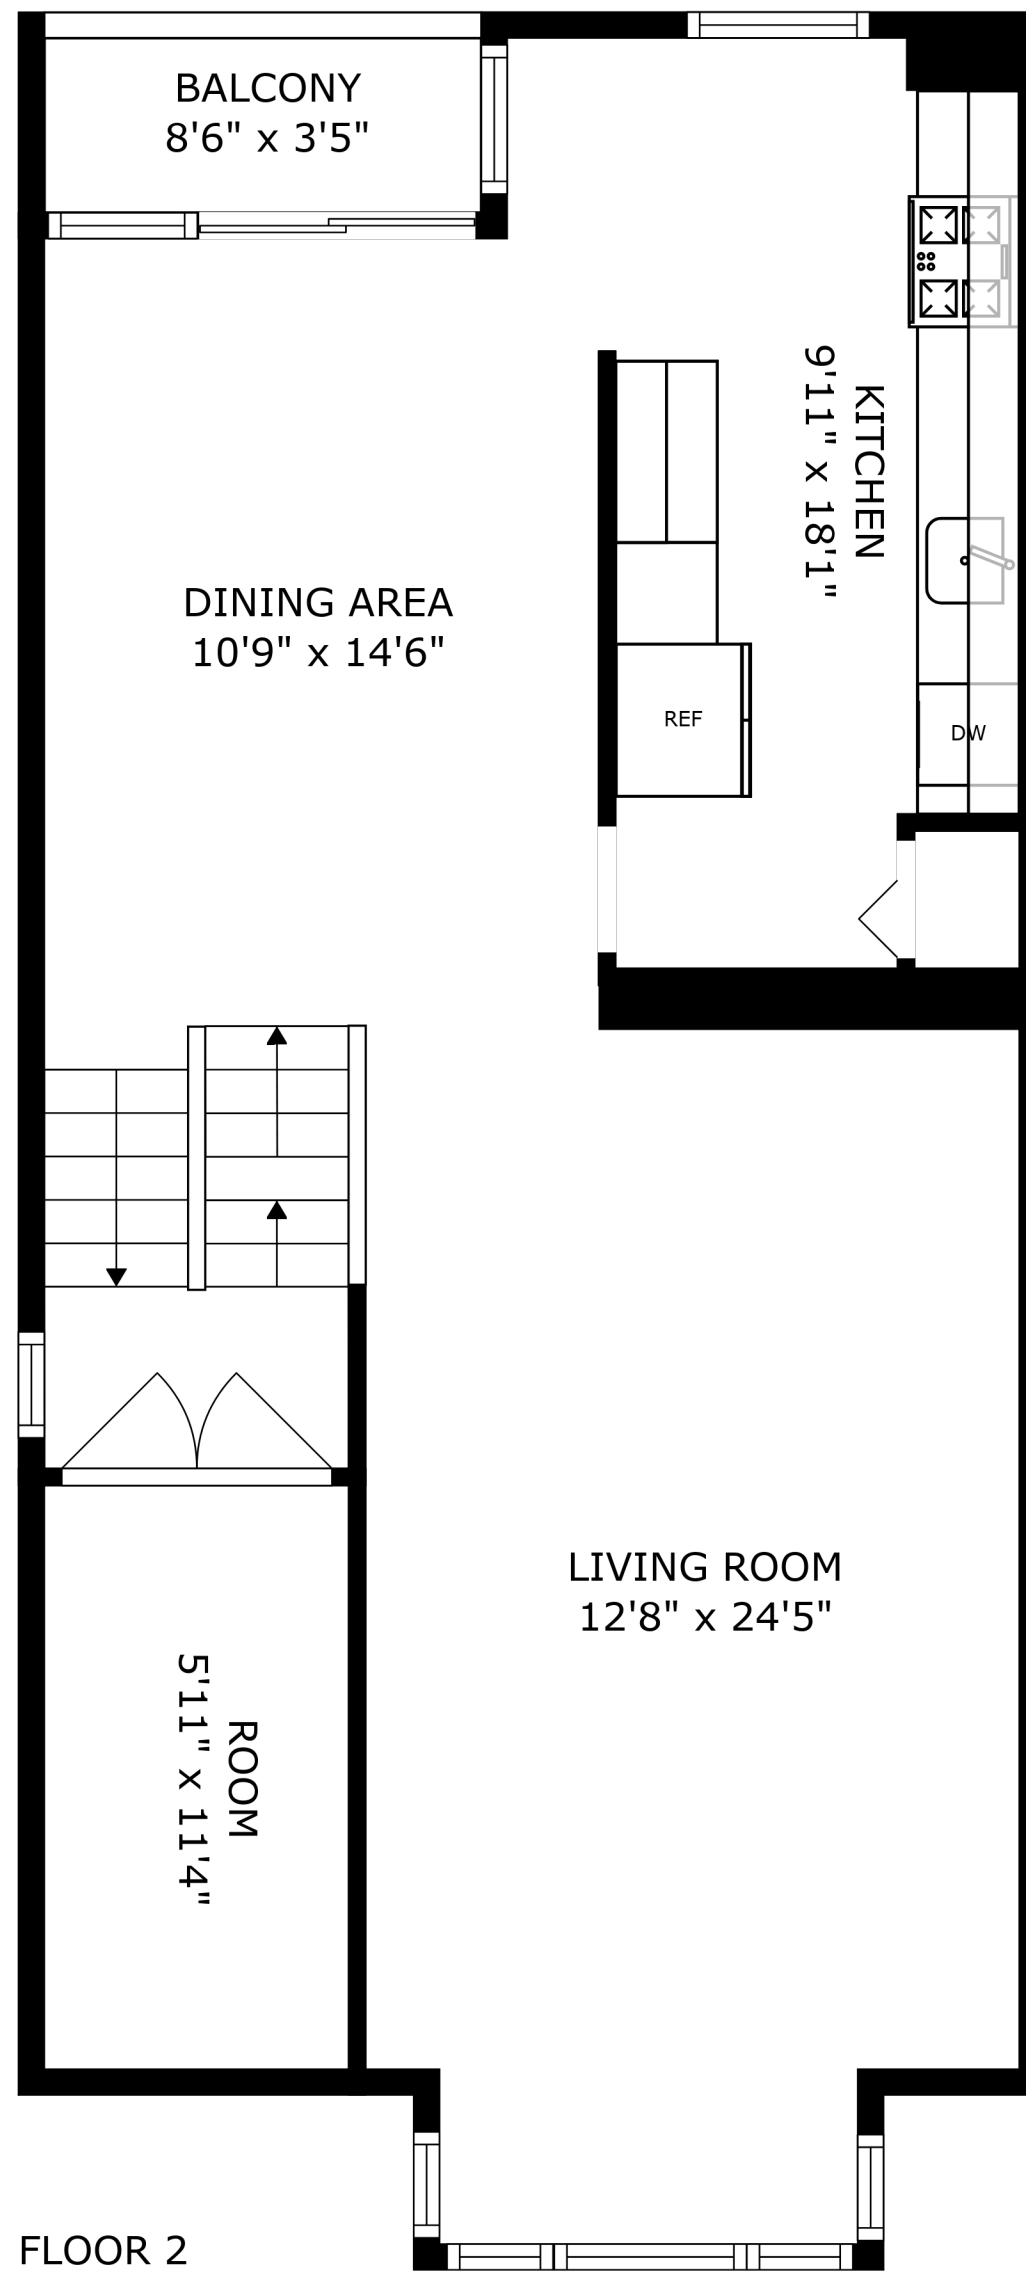 BALCONY
8'6" x 3'5"
KITCHEN
9'11" x 18'1"
DINING AREA
10'9" x 14'6"
REF
DW
LIVING ROOM
12'8" x 24'5"
ROOM
5'11" x 11'4"
FLOOR 2